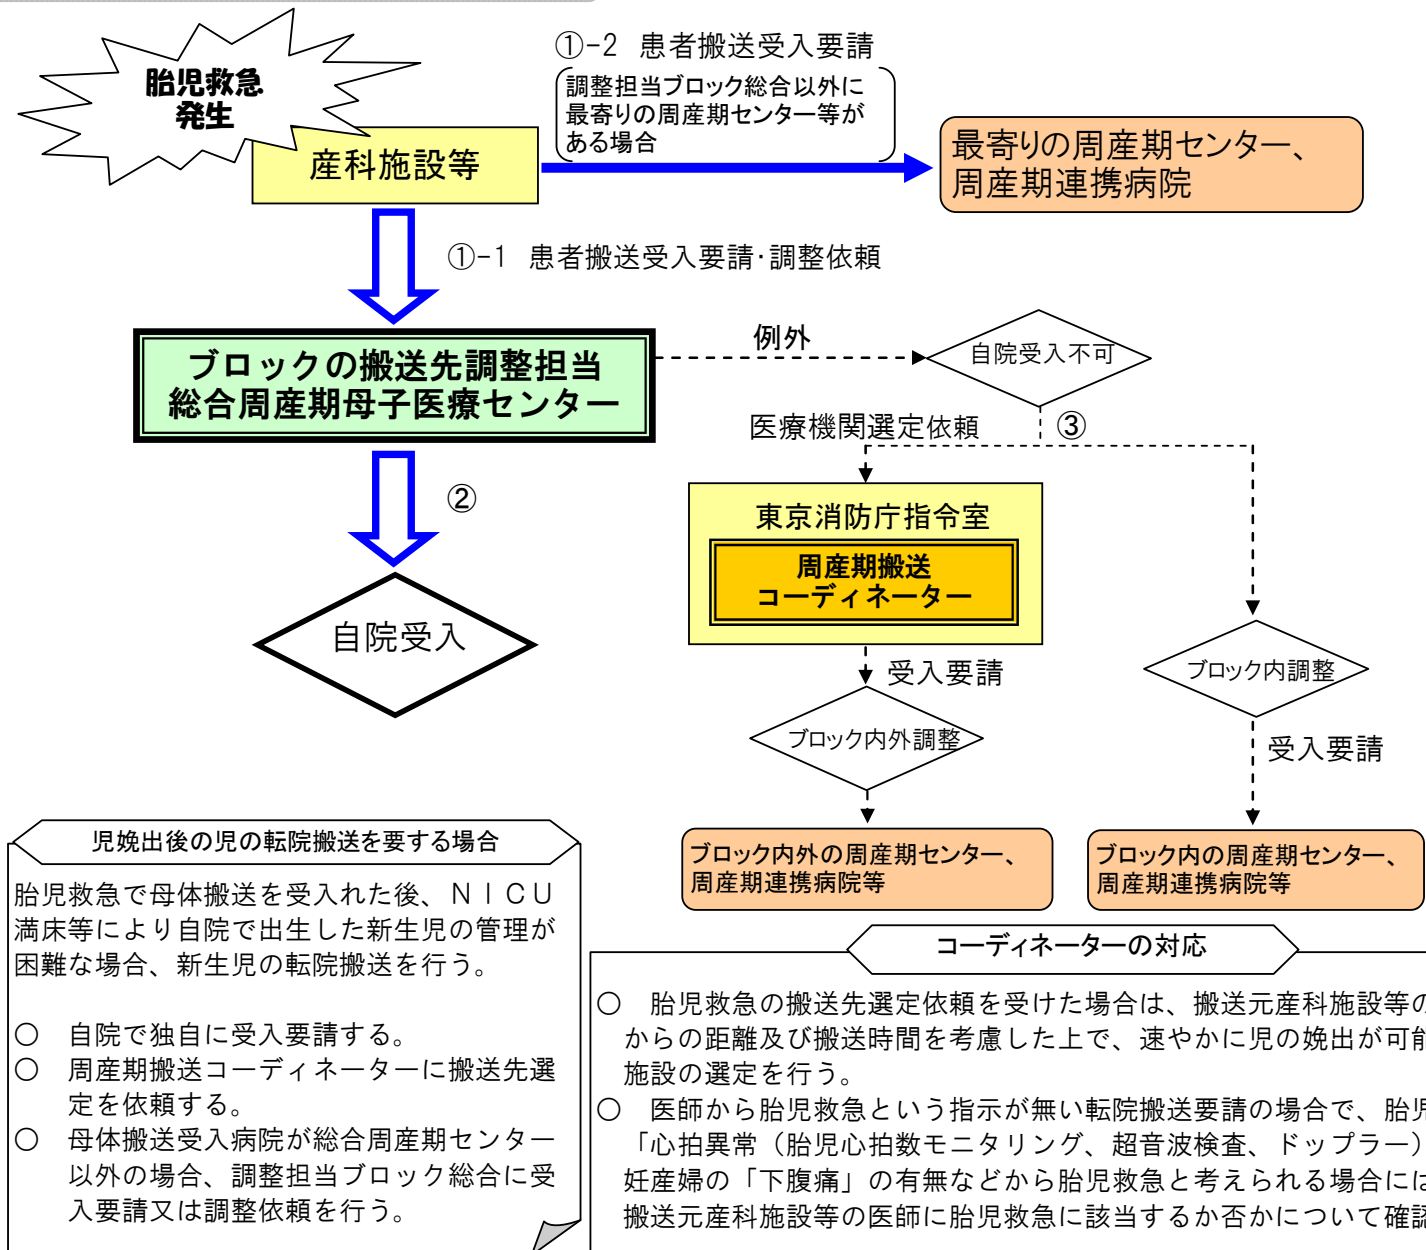 胎児救急
発生
①-2 患者搬送受入要請
調整担当ブロック総合以外に
最寄りの周産期センター等が
ある場合
産科施設等
最寄りの周産期センター、
周産期連携病院
①-1 患者搬送受入要請・調整依頼
ブロックの搬送先調整担当
総合周産期母子医療センター
例外
自院受入不可
医療機関選定依頼
③
②
東京消防庁指令室
周産期搬送
コーディネーター
自院受入
受入要請
ブロック内調整
ブロック内外調整
受入要請
ブロック内外の周産期センター、
周産期連携病院等
ブロック内の周産期センター、
周産期連携病院等
児娩出後の児の転院搬送を要する場合
胎児救急で母体搬送を受入れた後、NICU
満床等により自院で出生した新生児の管理が
困難な場合、新生児の転院搬送を行う。
○ 自院で独自に受入要請する。
○ 周産期搬送コーディネーターに搬送先選
定を依頼する。
○ 母体搬送受入病院が総合周産期センター
以外の場合、調整担当ブロック総合に受
入要請又は調整依頼を行う。
コーディネーターの対応
○ 胎児救急の搬送先選定依頼を受けた場合は、搬送元産科施設等の
からの距離及び搬送時間を考慮した上で、速やかに児の娩出が可能
施設の選定を行う。
○ 医師から胎児救急という指示が無い転院搬送要請の場合で、胎児
「心拍異常（胎児心拍数モニタリング、超音波検査、ドップラー）
妊産婦の「下腹痛」の有無などから胎児救急と考えられる場合には
搬送元産科施設等の医師に胎児救急に該当するか否かについて確認